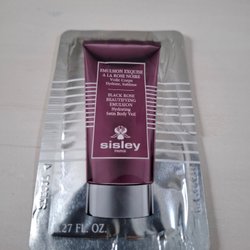 EMULSION EXQUISE
À LA ROSE NOIRE
Voile Corps
Hydrate, Sublime
BLACK ROSE
BEAUTIFYING
EMULSION
Hydrating
Satin Body Veil
sisley
PARIS
.27 FL. OZ.